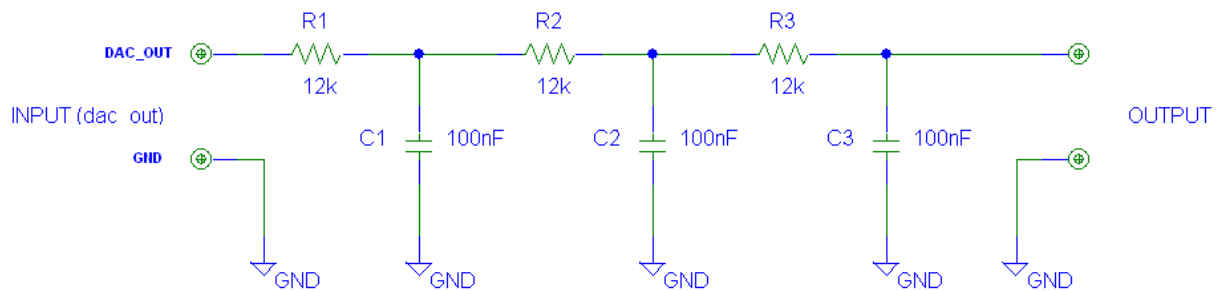 R1 R2 R3
DAC_OUT
12k 12k 12k
INPUT (dac out) OUTPUT
C1 100nF C2 100nF C3 100nF
GND
GND GND GND GND GND